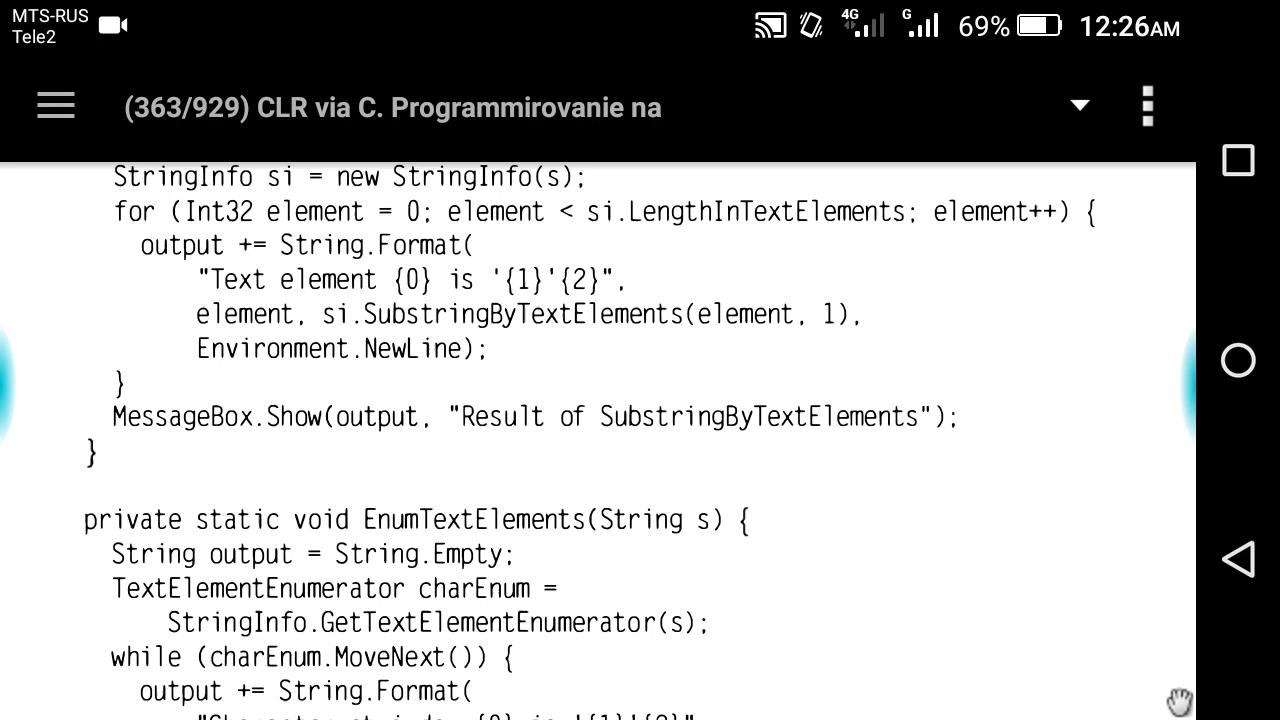 MTS-RUS
Tele2
4G G 69% 12:26AM
(363/929) CLR via C. Programmirovanie na
StringInfo si = new StringInfo(s);
for (Int32 element = 0; element < si.LengthInTextElements; element++) {
output += String.Format(
"Text element {0} is '{1}'{2}",
element, si.SubstringByTextElements(element, 1),
Environment.NewLine);
}
MessageBox.Show(output, "Result of SubstringByTextElements");
}
private static void EnumTextElements(String s) {
String output = String.Empty;
TextElementEnumerator charEnum =
StringInfo.GetTextElementEnumerator(s);
while (charEnum.MoveNext()) {
output += String.Format(